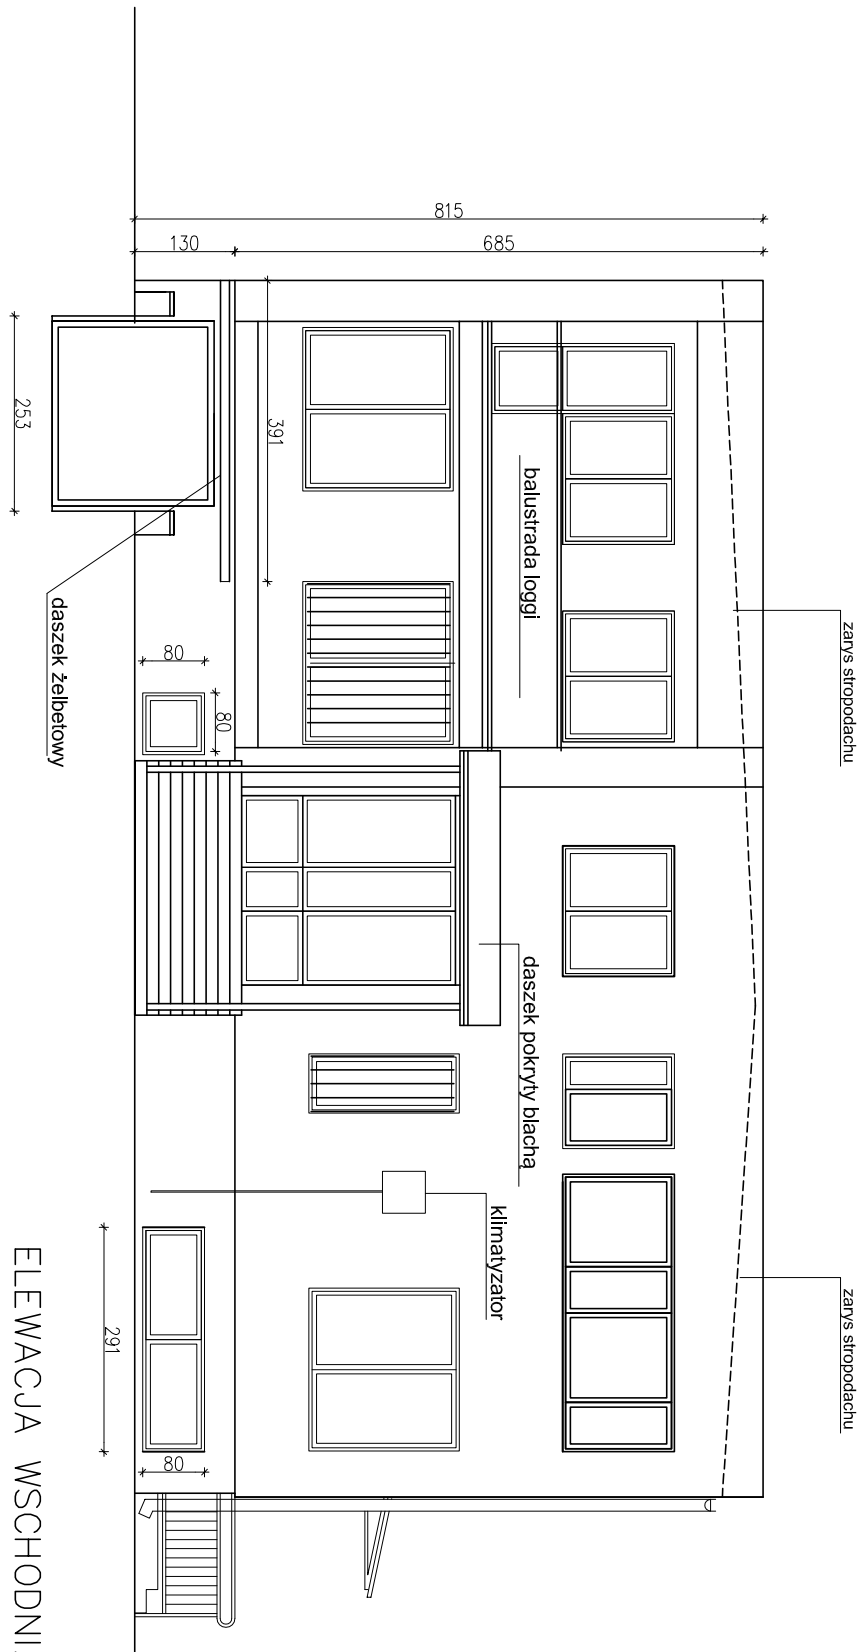 zarys stropodachu
zarys stropodachu
815
130
685
391
253
80
80
291
80
balustrada loggi
daszek żelbetowy
daszek pokryty blachą
klimatyzator
ELEWACJA WSCHODNI